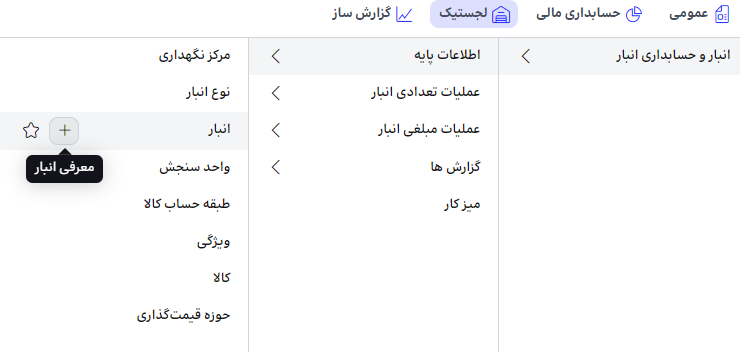 عمومی
حسابداری مالی
لجستیک
گزارش ساز
انبار و حسابداری انبار
اطلاعات پایه
عملیات تعدادی انبار
عملیات مبلغی انبار
گزارش ها
میز کار
مرکز نگهداری
نوع انبار
انبار
معرفی انبار
واحد سنجش
طبقه حساب کالا
ویژگی
کالا
حوزه قیمت‌گذاری